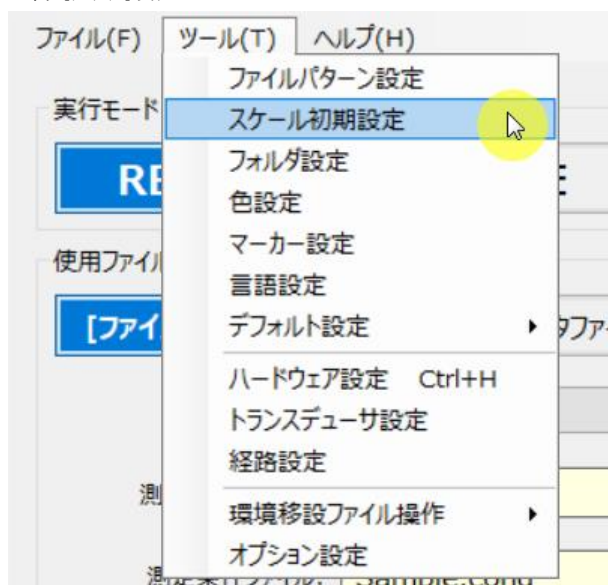 ファイル(F) ツール(T) ヘルプ(H)
ファイルパターン設定
実行モード
スケール初期設定
フォルダ設定
色設定
マーカー設定
使用ファイル
言語設定
[ファイ
デフォルト設定
タファ
ハードウェア設定 Ctrl+H
トランスデューサ設定
経路設定
測
環境移設ファイル操作
オプション設定